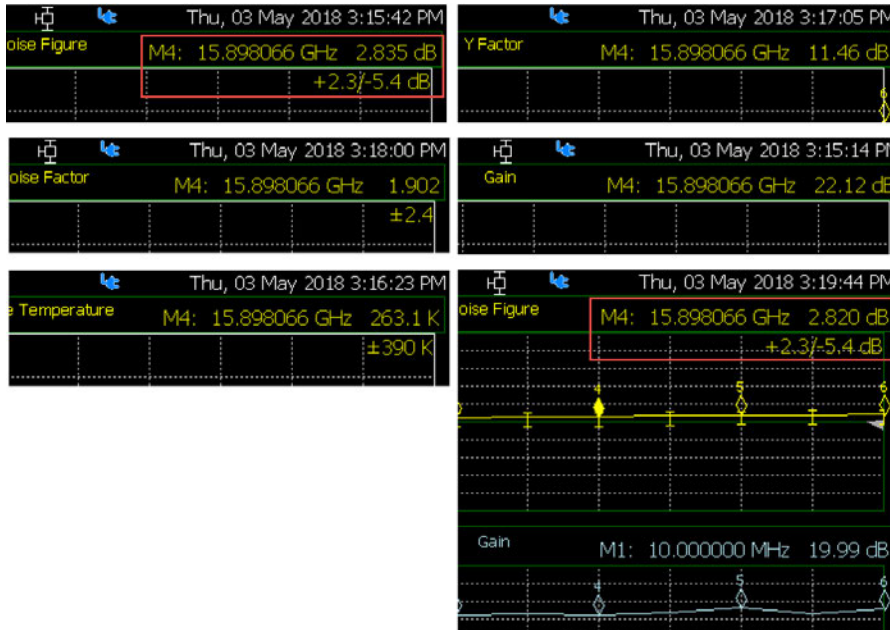 Thu, 03 May 2018 3:15:42 PM
oise Figure
M4: 15.898066 GHz 2.835 dB
+2.3/-5.4 dB
Thu, 03 May 2018 3:17:05 PM
Y Factor
M4: 15.898066 GHz 11.46 dB
6
Thu, 03 May 2018 3:18:00 PM
oise Factor
M4: 15.898066 GHz 1.902
±2.4
Thu, 03 May 2018 3:15:14 PM
Gain
M4: 15.898066 GHz 22.12 dB
Thu, 03 May 2018 3:16:23 PM
e Temperature
M4: 15.898066 GHz 263.1 K
±390 K
Thu, 03 May 2018 3:19:44 PM
oise Figure
M4: 15.898066 GHz 2.820 dB
+2.3/-5.4 dB
4 5 6
Gain
M1: 10.000000 MHz 19.99 dB
4 5 6